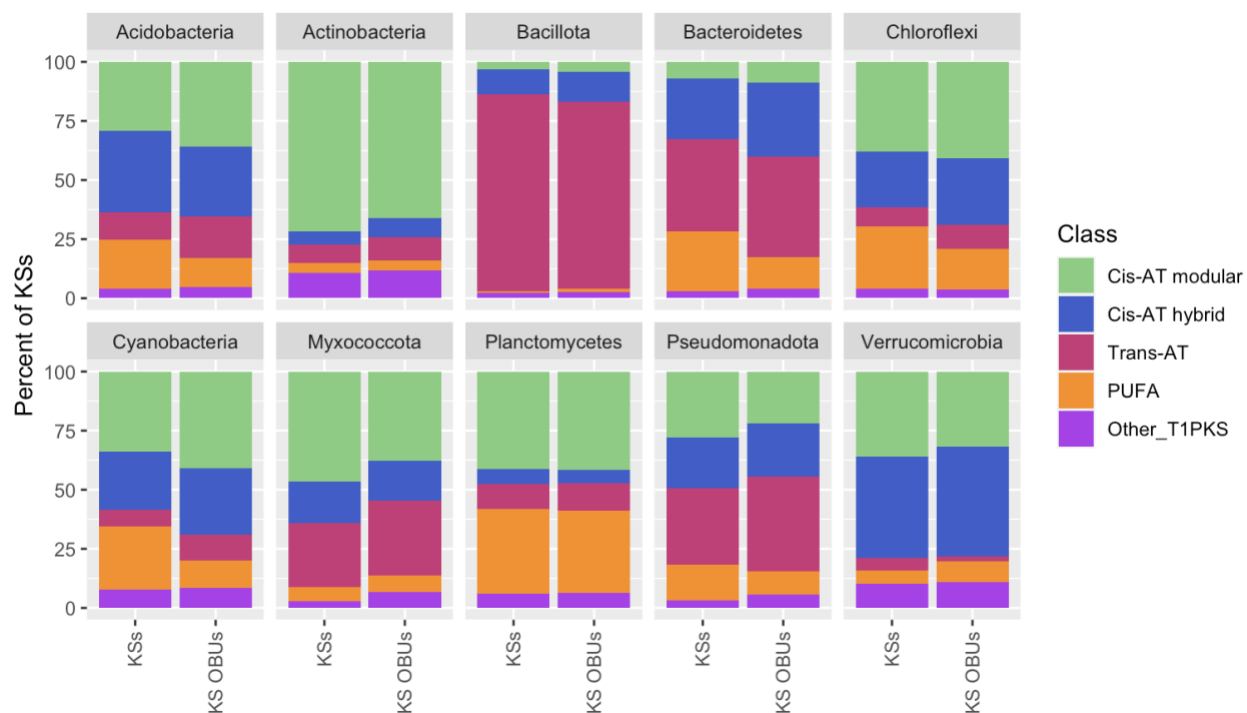 Acidobacteria
Actinobacteria
Bacillota
Bacteroidetes
Chloroflexi
100
75
50
25
0
Cyanobacteria
Myxococcota
Planctomycetes
Pseudomonadota
Verrucomicrobia
100
75
50
25
0
Percent of KSs
KSs
KS OBUs
KSs
KS OBUs
KSs
KS OBUs
KSs
KS OBUs
KSs
KS OBUs
Class
Cis-AT modular
Cis-AT hybrid
Trans-AT
PUFA
Other_T1PKS